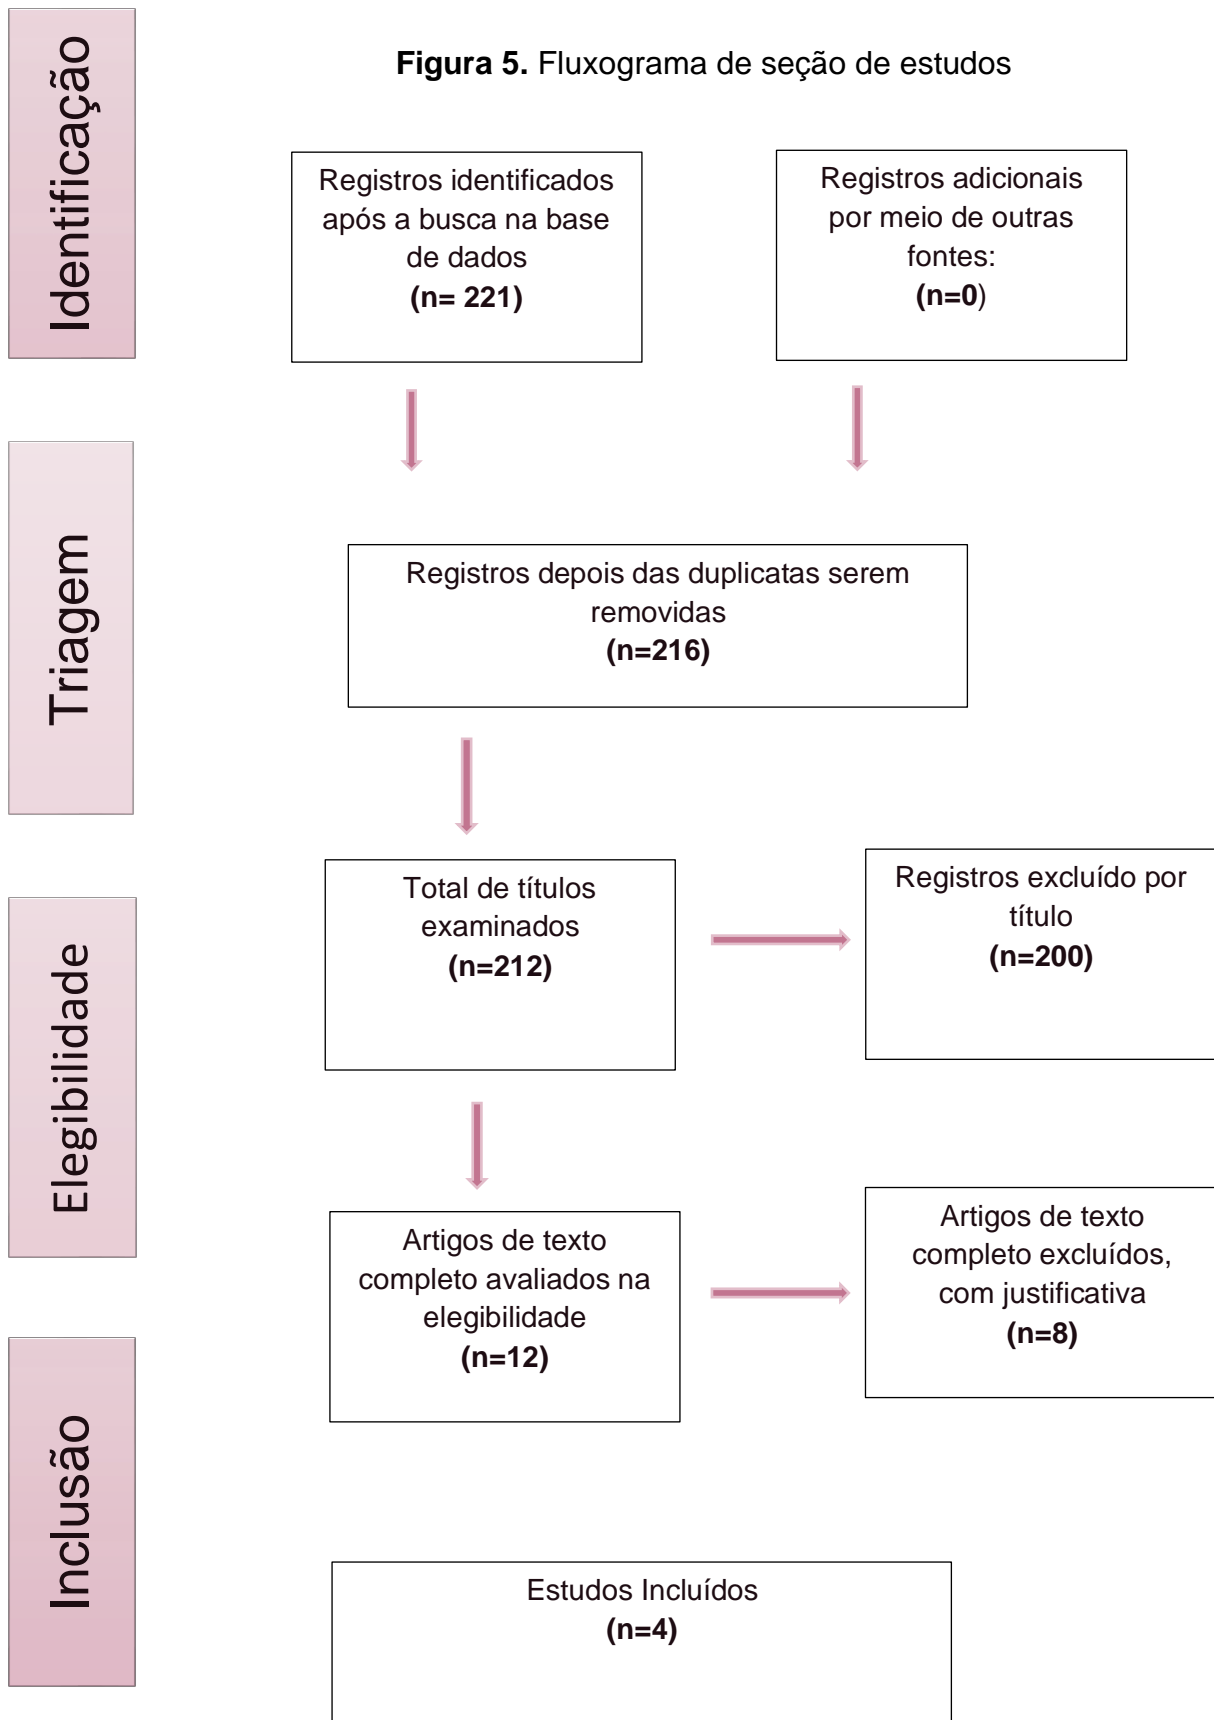 Identificação
Figura 5. Fluxograma de seção de estudos
Registros identificados
após a busca na base
de dados
(n= 221)
Registros adicionais
por meio de outras
fontes:
(n=0)
Triagem
Registros depois das duplicatas serem
removidas
(n=216)
Elegibilidade
Total de títulos
examinados
(n=212)
Registros excluído por
título
(n=200)
Artigos de texto
completo avaliados na
elegibilidade
(n=12)
Artigos de texto
completo excluídos,
com justificativa
(n=8)
Inclusão
Estudos Incluídos
(n=4)